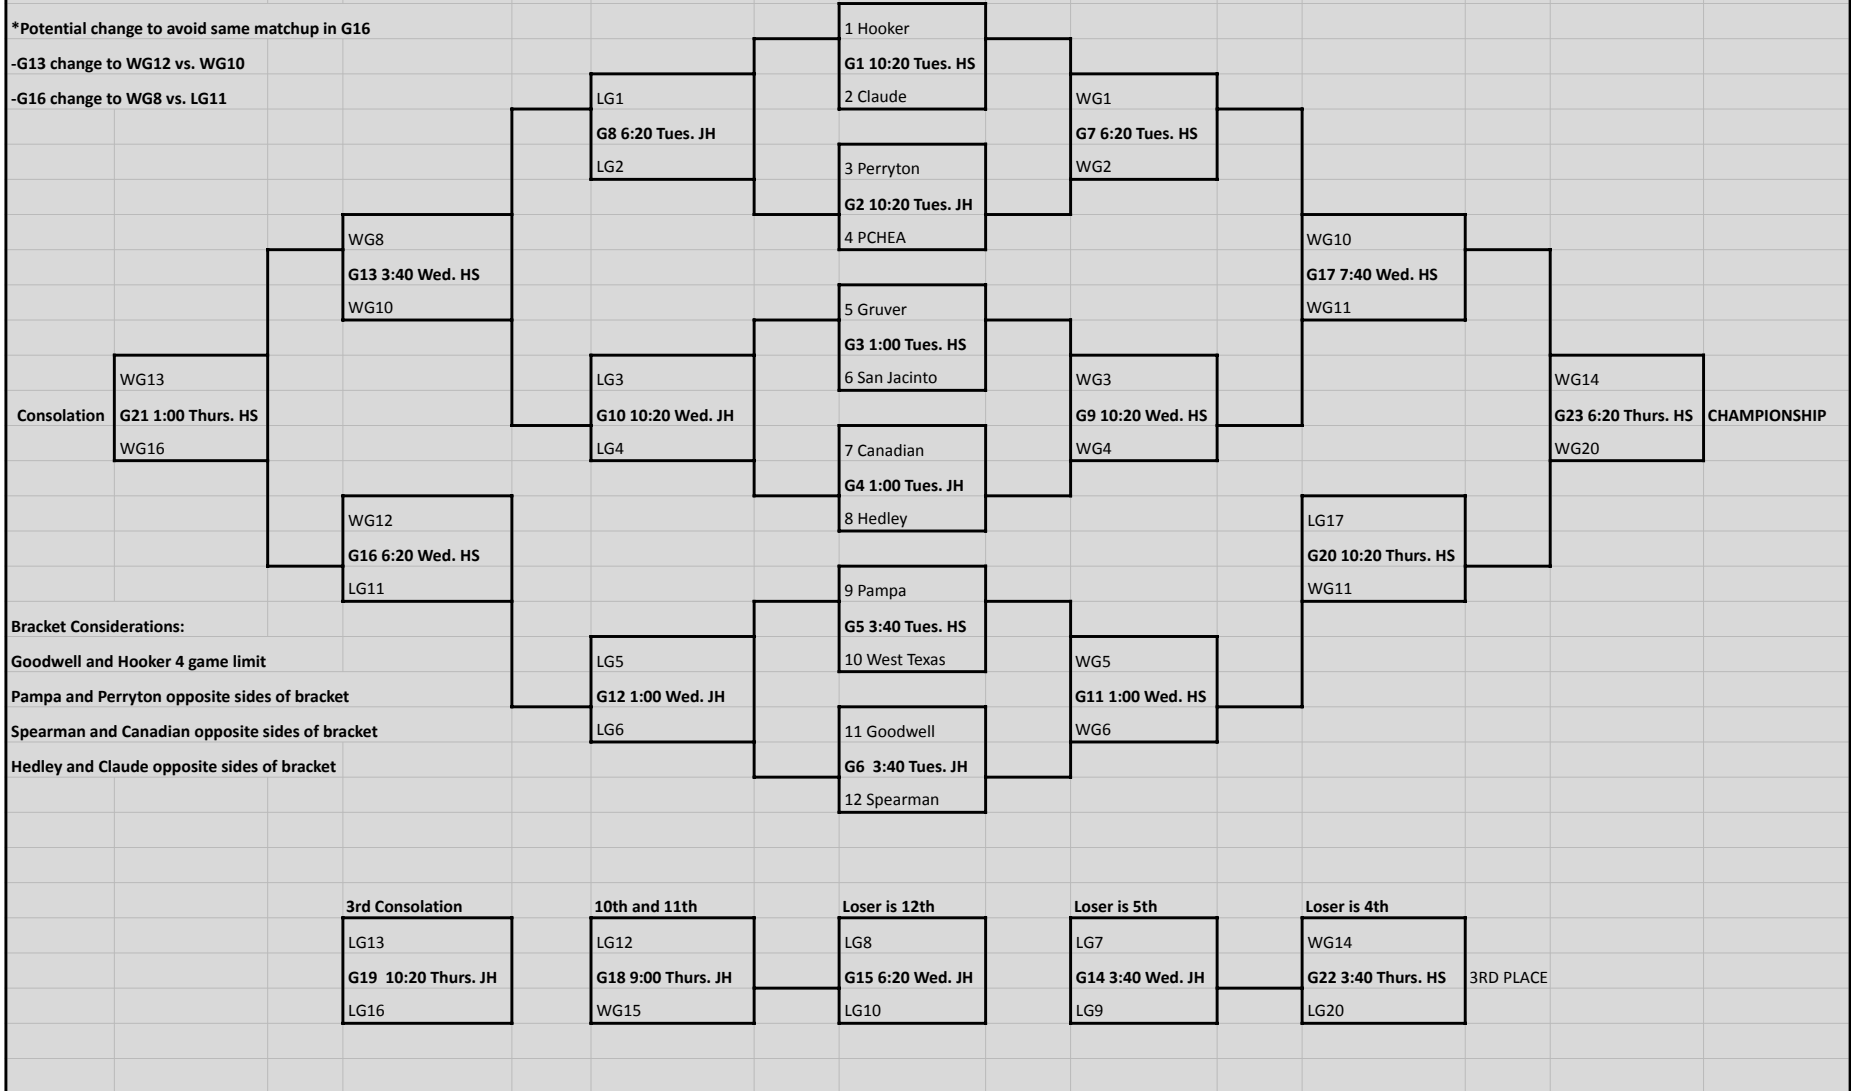 *Potential change to avoid same matchup in G16
-G13 change to WG12 vs. WG10
-G16 change to WG8 vs. LG11
1 Hooker
G1 10:20 Tues. HS
2 Claude
LG1
G8 6:20 Tues. JH
LG2
WG1
G7 6:20 Tues. HS
WG2
3 Perryton
G2 10:20 Tues. JH
4 PCHEA
WG8
G13 3:40 Wed. HS
WG10
WG10
G17 7:40 Wed. HS
WG11
5 Gruver
G3 1:00 Tues. HS
6 San Jacinto
WG13
Consolation G21 1:00 Thurs. HS
WG16
LG3
G10 10:20 Wed. JH
LG4
WG3
G9 10:20 Wed. HS
WG4
WG14
G23 6:20 Thurs. HS CHAMPIONSHIP
WG20
7 Canadian
G4 1:00 Tues. JH
8 Hedley
WG12
G16 6:20 Wed. HS
LG11
LG17
G20 10:20 Thurs. HS
WG11
9 Pampa
G5 3:40 Tues. HS
10 West Texas
Bracket Considerations:
Goodwell and Hooker 4 game limit
Pampa and Perryton opposite sides of bracket
Spearman and Canadian opposite sides of bracket
Hedley and Claude opposite sides of bracket
LG5
G12 1:00 Wed. JH
LG6
WG5
G11 1:00 Wed. HS
WG6
11 Goodwell
G6  3:40 Tues. JH
12 Spearman
3rd Consolation
LG13
G19  10:20 Thurs. JH
LG16
10th and 11th
LG12
G18 9:00 Thurs. JH
WG15
Loser is 12th
LG8
G15 6:20 Wed. JH
LG10
Loser is 5th
LG7
G14 3:40 Wed. JH
LG9
Loser is 4th
WG14
G22 3:40 Thurs. HS 3RD PLACE
LG20